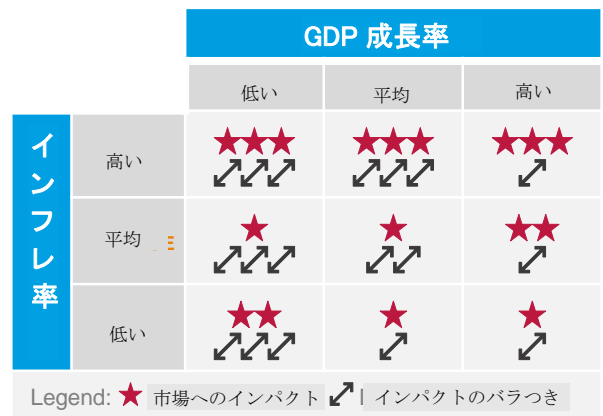 GDP 成長率
低い 平均 高い
インフレ率
高い
平均
低い
Legend: ★ 市場へのインパクト インパクトのバラつき